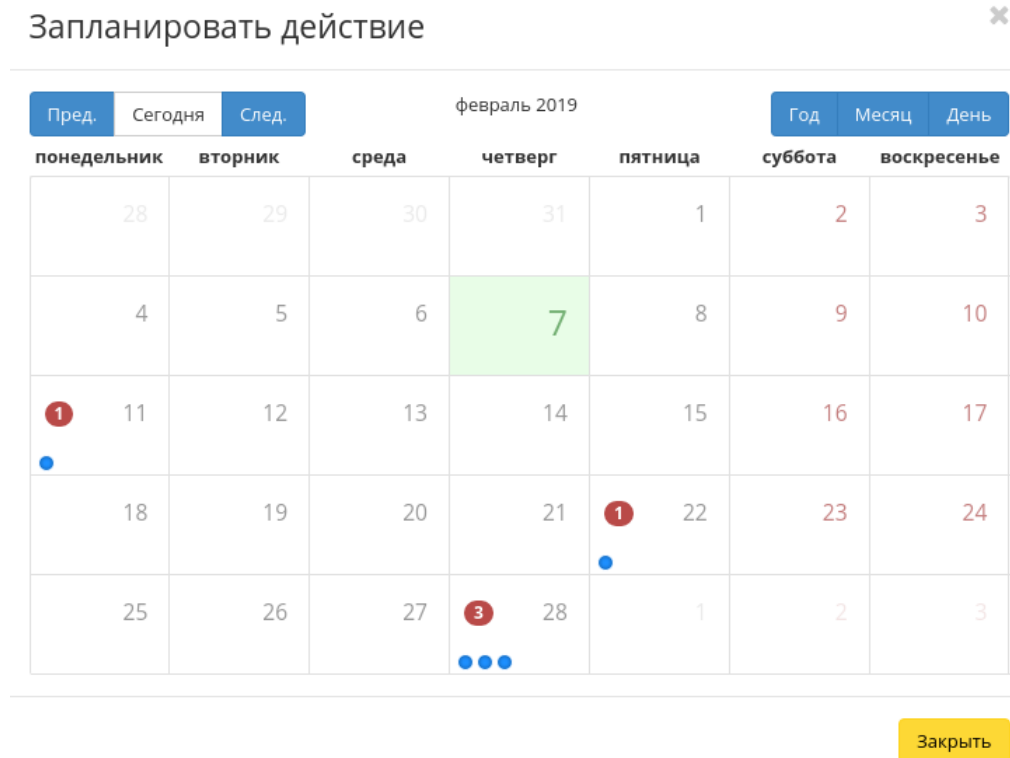 Запланировать действие
×
Пред. Сегодня След. февраль 2019 Год Месяц День
понедельник вторник среда четверг пятница суббота воскресенье
28 29 30 31 1 2 3
4 5 6 7 8 9 10
1 11 12 13 14 15 16 17
18 19 20 21 1 22 23 24
25 26 27 3 28 1 2 3
Закрыть